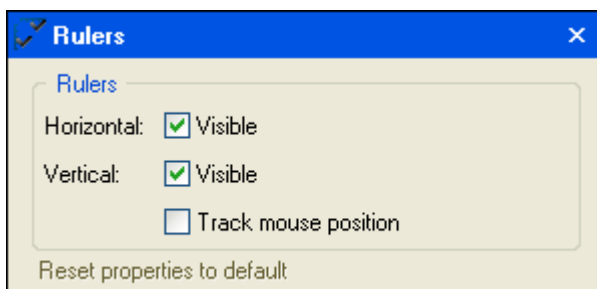 Rulers
Rulers
Horizontal: Visible
Vertical: Visible
Track mouse position
Reset properties to default